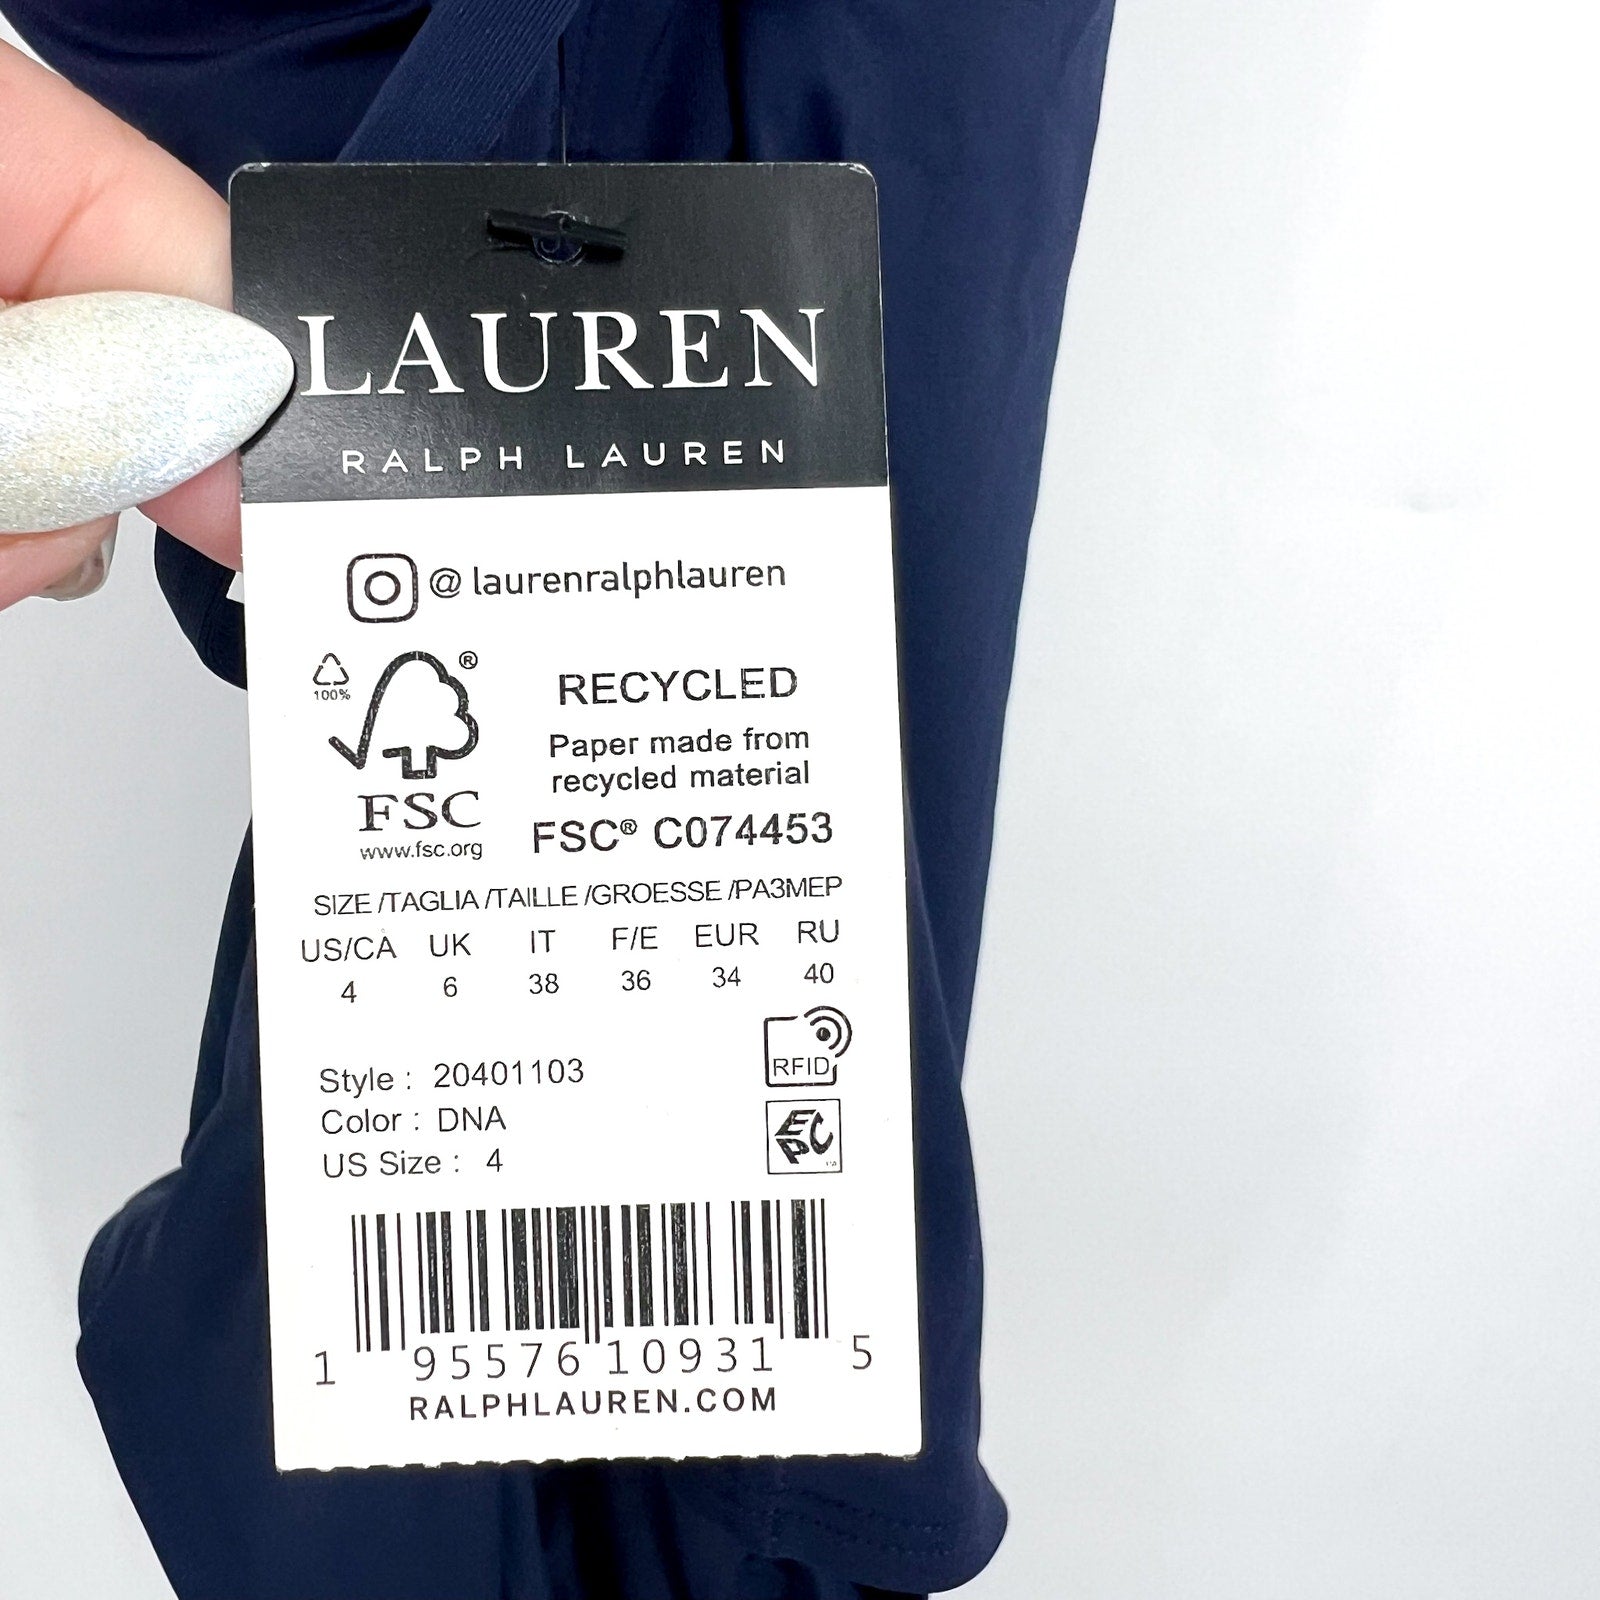 LAUREN
RALPH LAUREN
@ laurenralphlauren
100%
®
FSC
www.fsc.org
RECYCLED
Paper made from
recycled material
FSC® C074453
SIZE /TAGLIA /TAILLE /GROESSE /PA3MEP
US/CA UK IT F/E EUR RU
4 6 38 36 34 40
RFID
EPC
Style : 20401103
Color : DNA
US Size : 4
1 95576 10931 5
RALPHLAUREN.COM